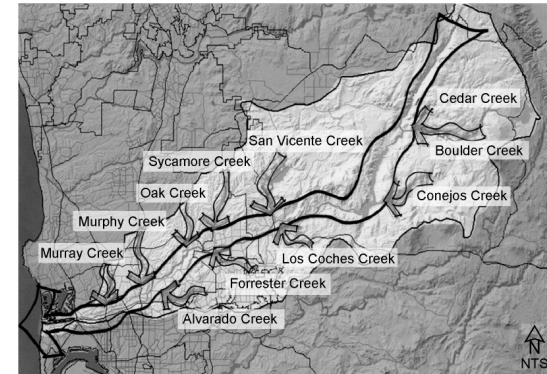 Cedar Creek
San Vicente Creek
Boulder Creek
Sycamore Creek
Oak Creek
Conejos Creek
Murphy Creek
Murray Creek
Los Coches Creek
Forrester Creek
Alvarado Creek
N
NTS